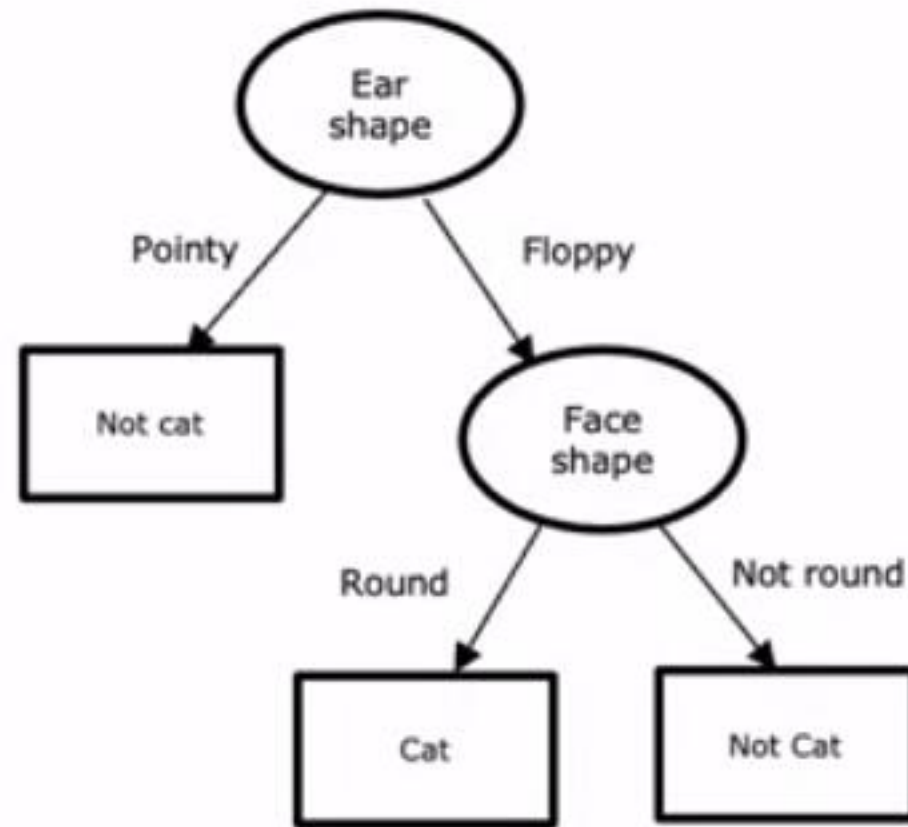 Ear
shape
Pointy
Floppy
Not cat
Face
shape
Round
Not round
Cat
Not Cat